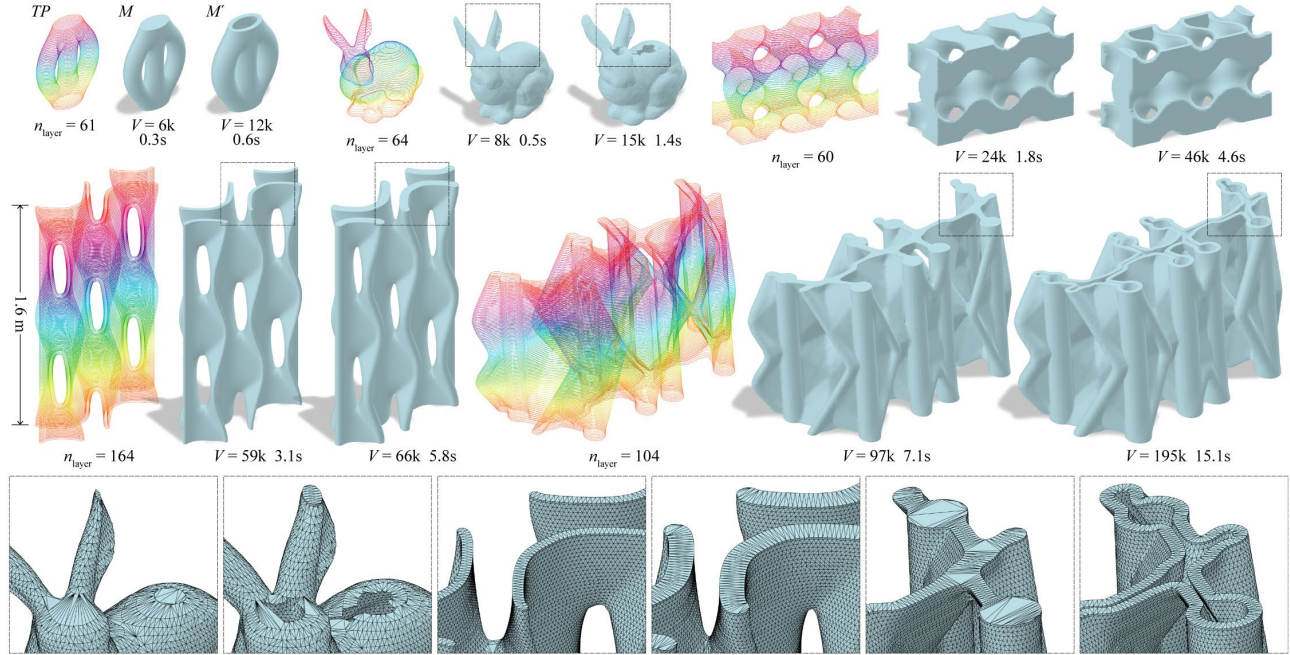 TP M M′
n_layer = 61
V = 6k
0.3s
V = 12k
0.6s
n_layer = 64
V = 8k 0.5s
V = 15k 1.4s
n_layer = 60
V = 24k 1.8s
V = 46k 4.6s
1.6 m
n_layer = 164
V = 59k 3.1s
V = 66k 5.8s
n_layer = 104
V = 97k 7.1s
V = 195k 15.1s